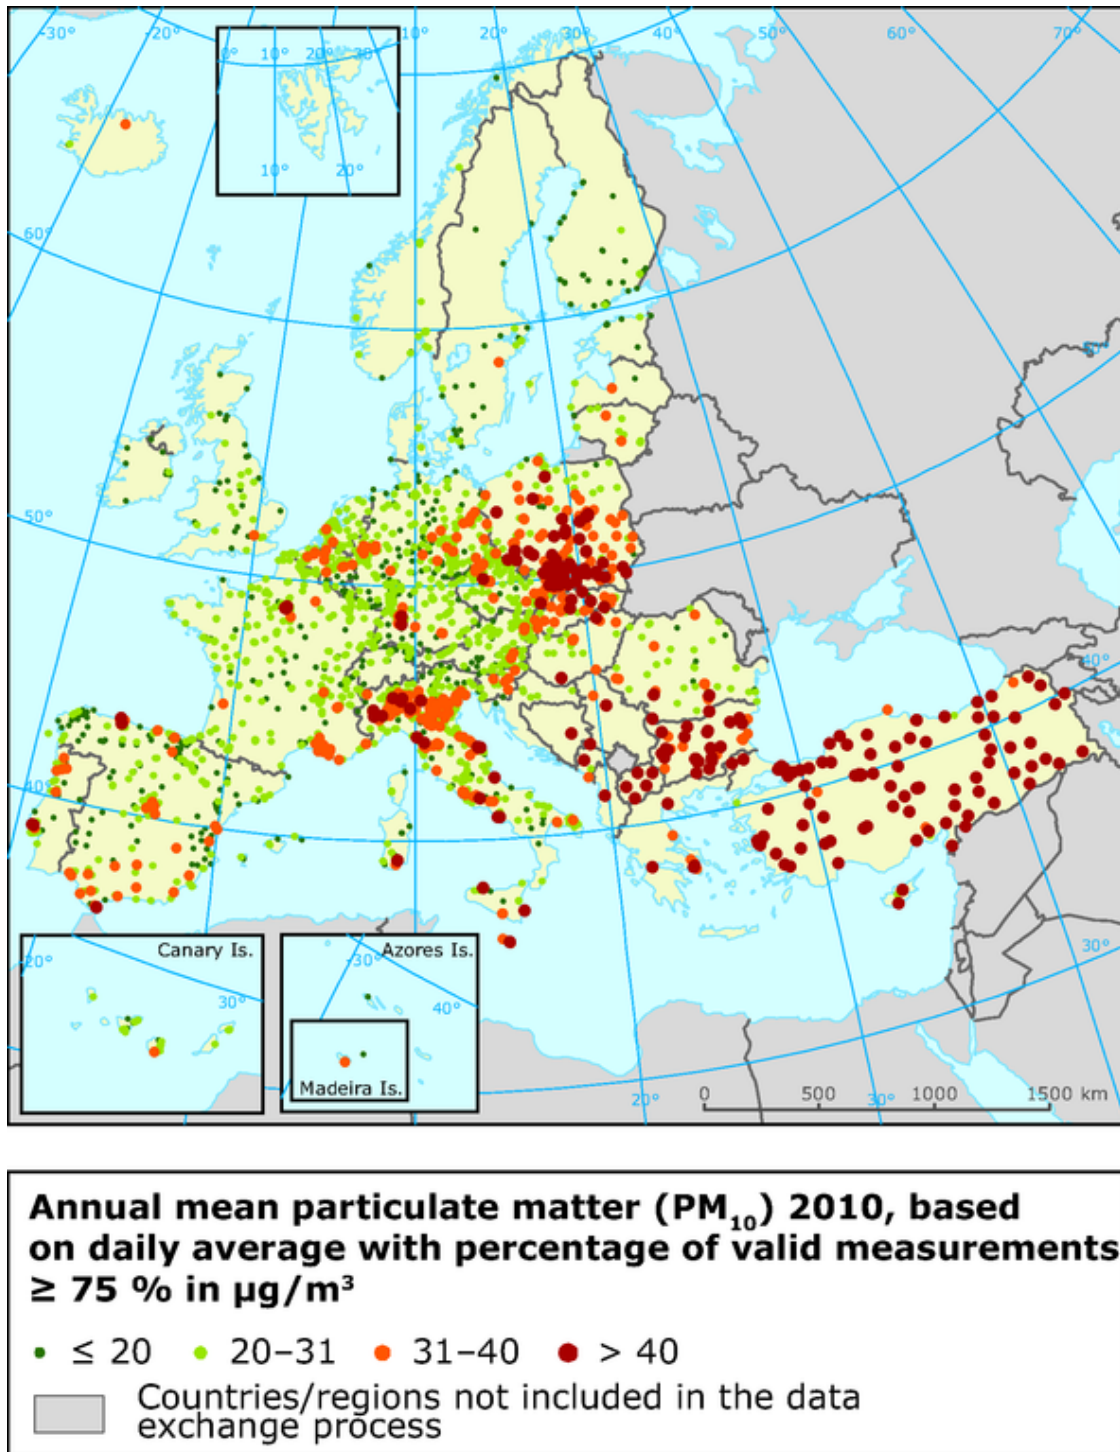 -30°
-20°
0°
10°
20°
30°
10°
20°
10°
20°
30°
40°
50°
60°
70°
60°
50°
40°
50°
40°
30°
20°
30°
Canary Is.
-20°
30°
Azores Is.
-30°
40°
Madeira Is.
0 500 1000 1500 km
Annual mean particulate matter (PM₁₀) 2010, based
on daily average with percentage of valid measurements
≥ 75 % in µg/m³
≤ 20 20–31 31–40 > 40
Countries/regions not included in the data
exchange process